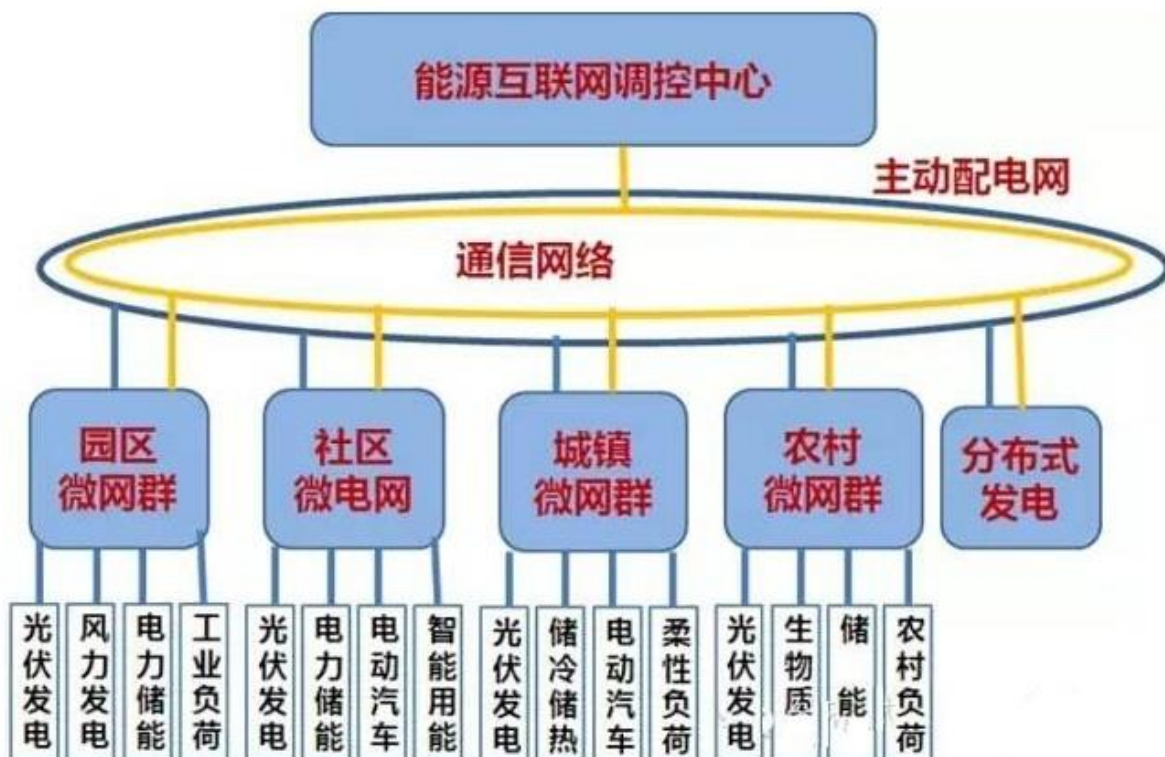 能源互联网调控中心
主动配电网
通信网络
园区
微网群
社区
微电网
城镇
微网群
农村
微网群
分布式
发电
光伏发电
风力发电
电力储能
工业负荷
光伏发电
电力储能
电动汽车
智能用能
光伏发电
储冷储热
电动汽车
柔性负荷
光伏发电
生物质
储能
农村负荷